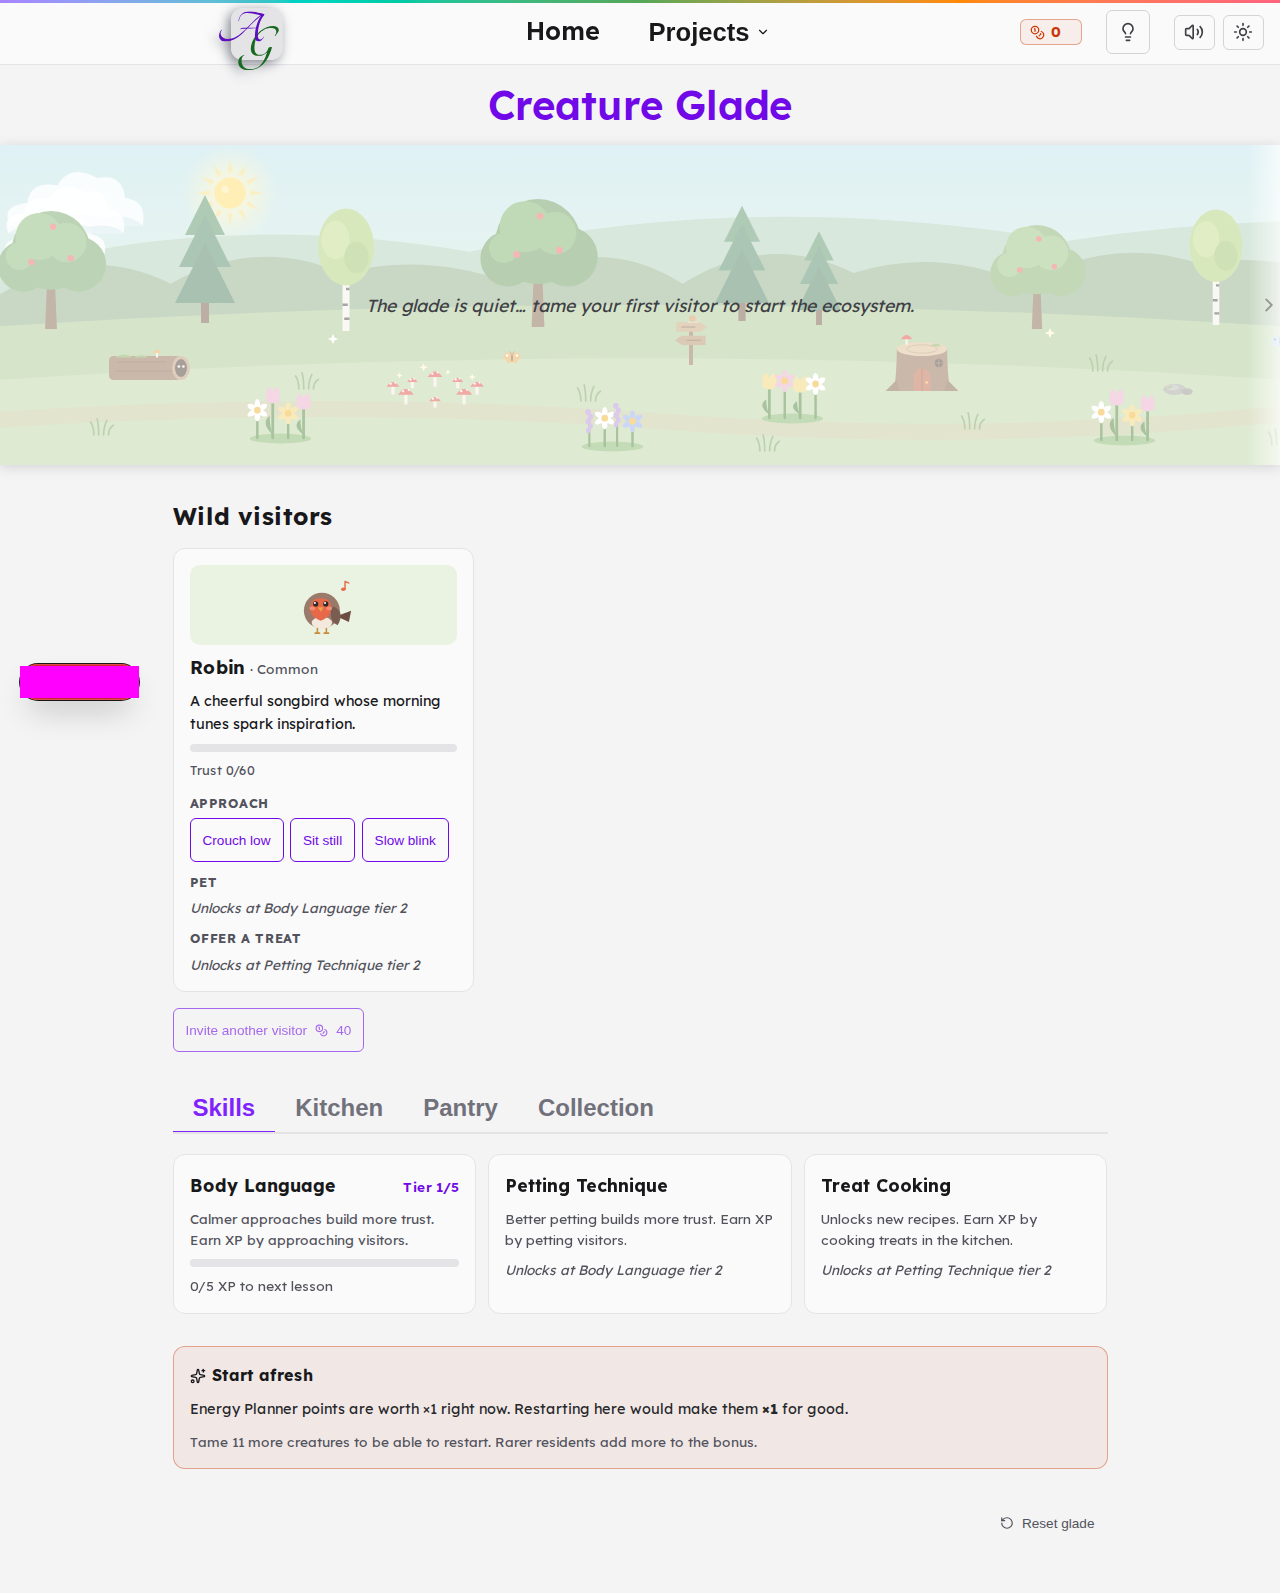 AG
Home
Projects
0
Creature Glade
The glade is quiet... tame your first visitor to start the ecosystem.
Wild visitors
Robin · Common
A cheerful songbird whose morning
tunes spark inspiration.
Trust 0/60
APPROACH
Crouch low
Sit still
Slow blink
PET
Unlocks at Body Language tier 2
OFFER A TREAT
Unlocks at Petting Technique tier 2
Invite another visitor 40
Skills
Kitchen
Pantry
Collection
Body Language
Tier 1/5
Calmer approaches build more trust.
Earn XP by approaching visitors.
0/5 XP to next lesson
Petting Technique
Better petting builds more trust. Earn XP
by petting visitors.
Unlocks at Body Language tier 2
Treat Cooking
Unlocks new recipes. Earn XP by
cooking treats in the kitchen.
Unlocks at Petting Technique tier 2
Start afresh
Energy Planner points are worth ×1 right now. Restarting here would make them ×1 for good.
Tame 11 more creatures to be able to restart. Rarer residents add more to the bonus.
Reset glade